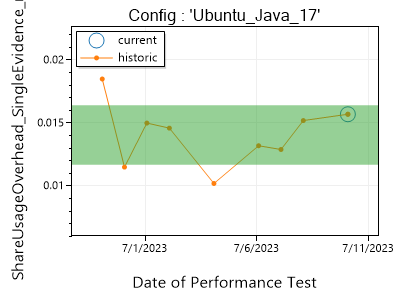 Config : 'Ubuntu_Java_17'
current
historic
ShareUsageOverhead_SingleEvidence_
0.02
0.015
0.01
7/1/2023
7/6/2023
7/11/2023
Date of Performance Test